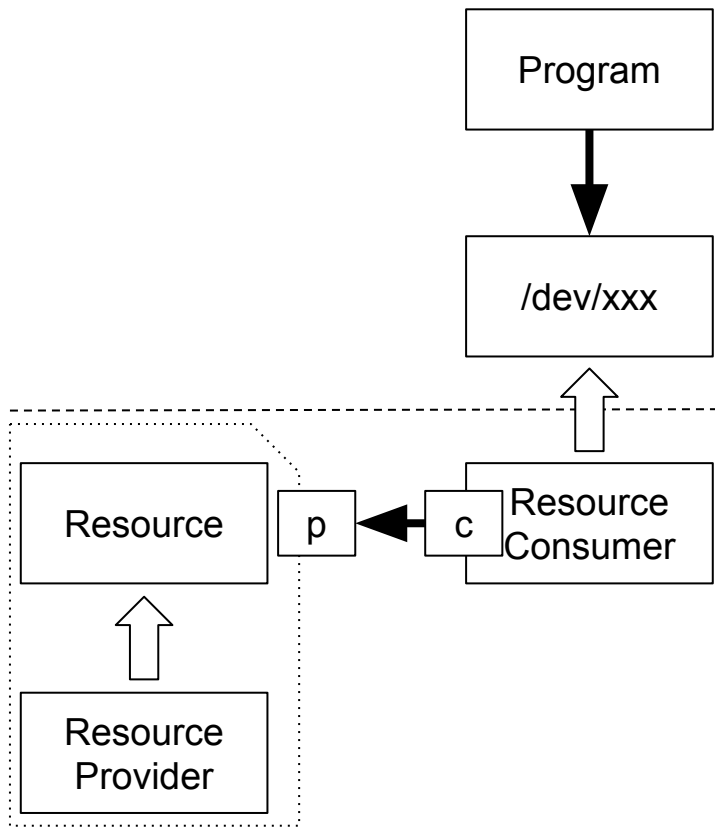 Program
/dev/xxx
Resource
p
c
Resource
Consumer
Resource
Provider